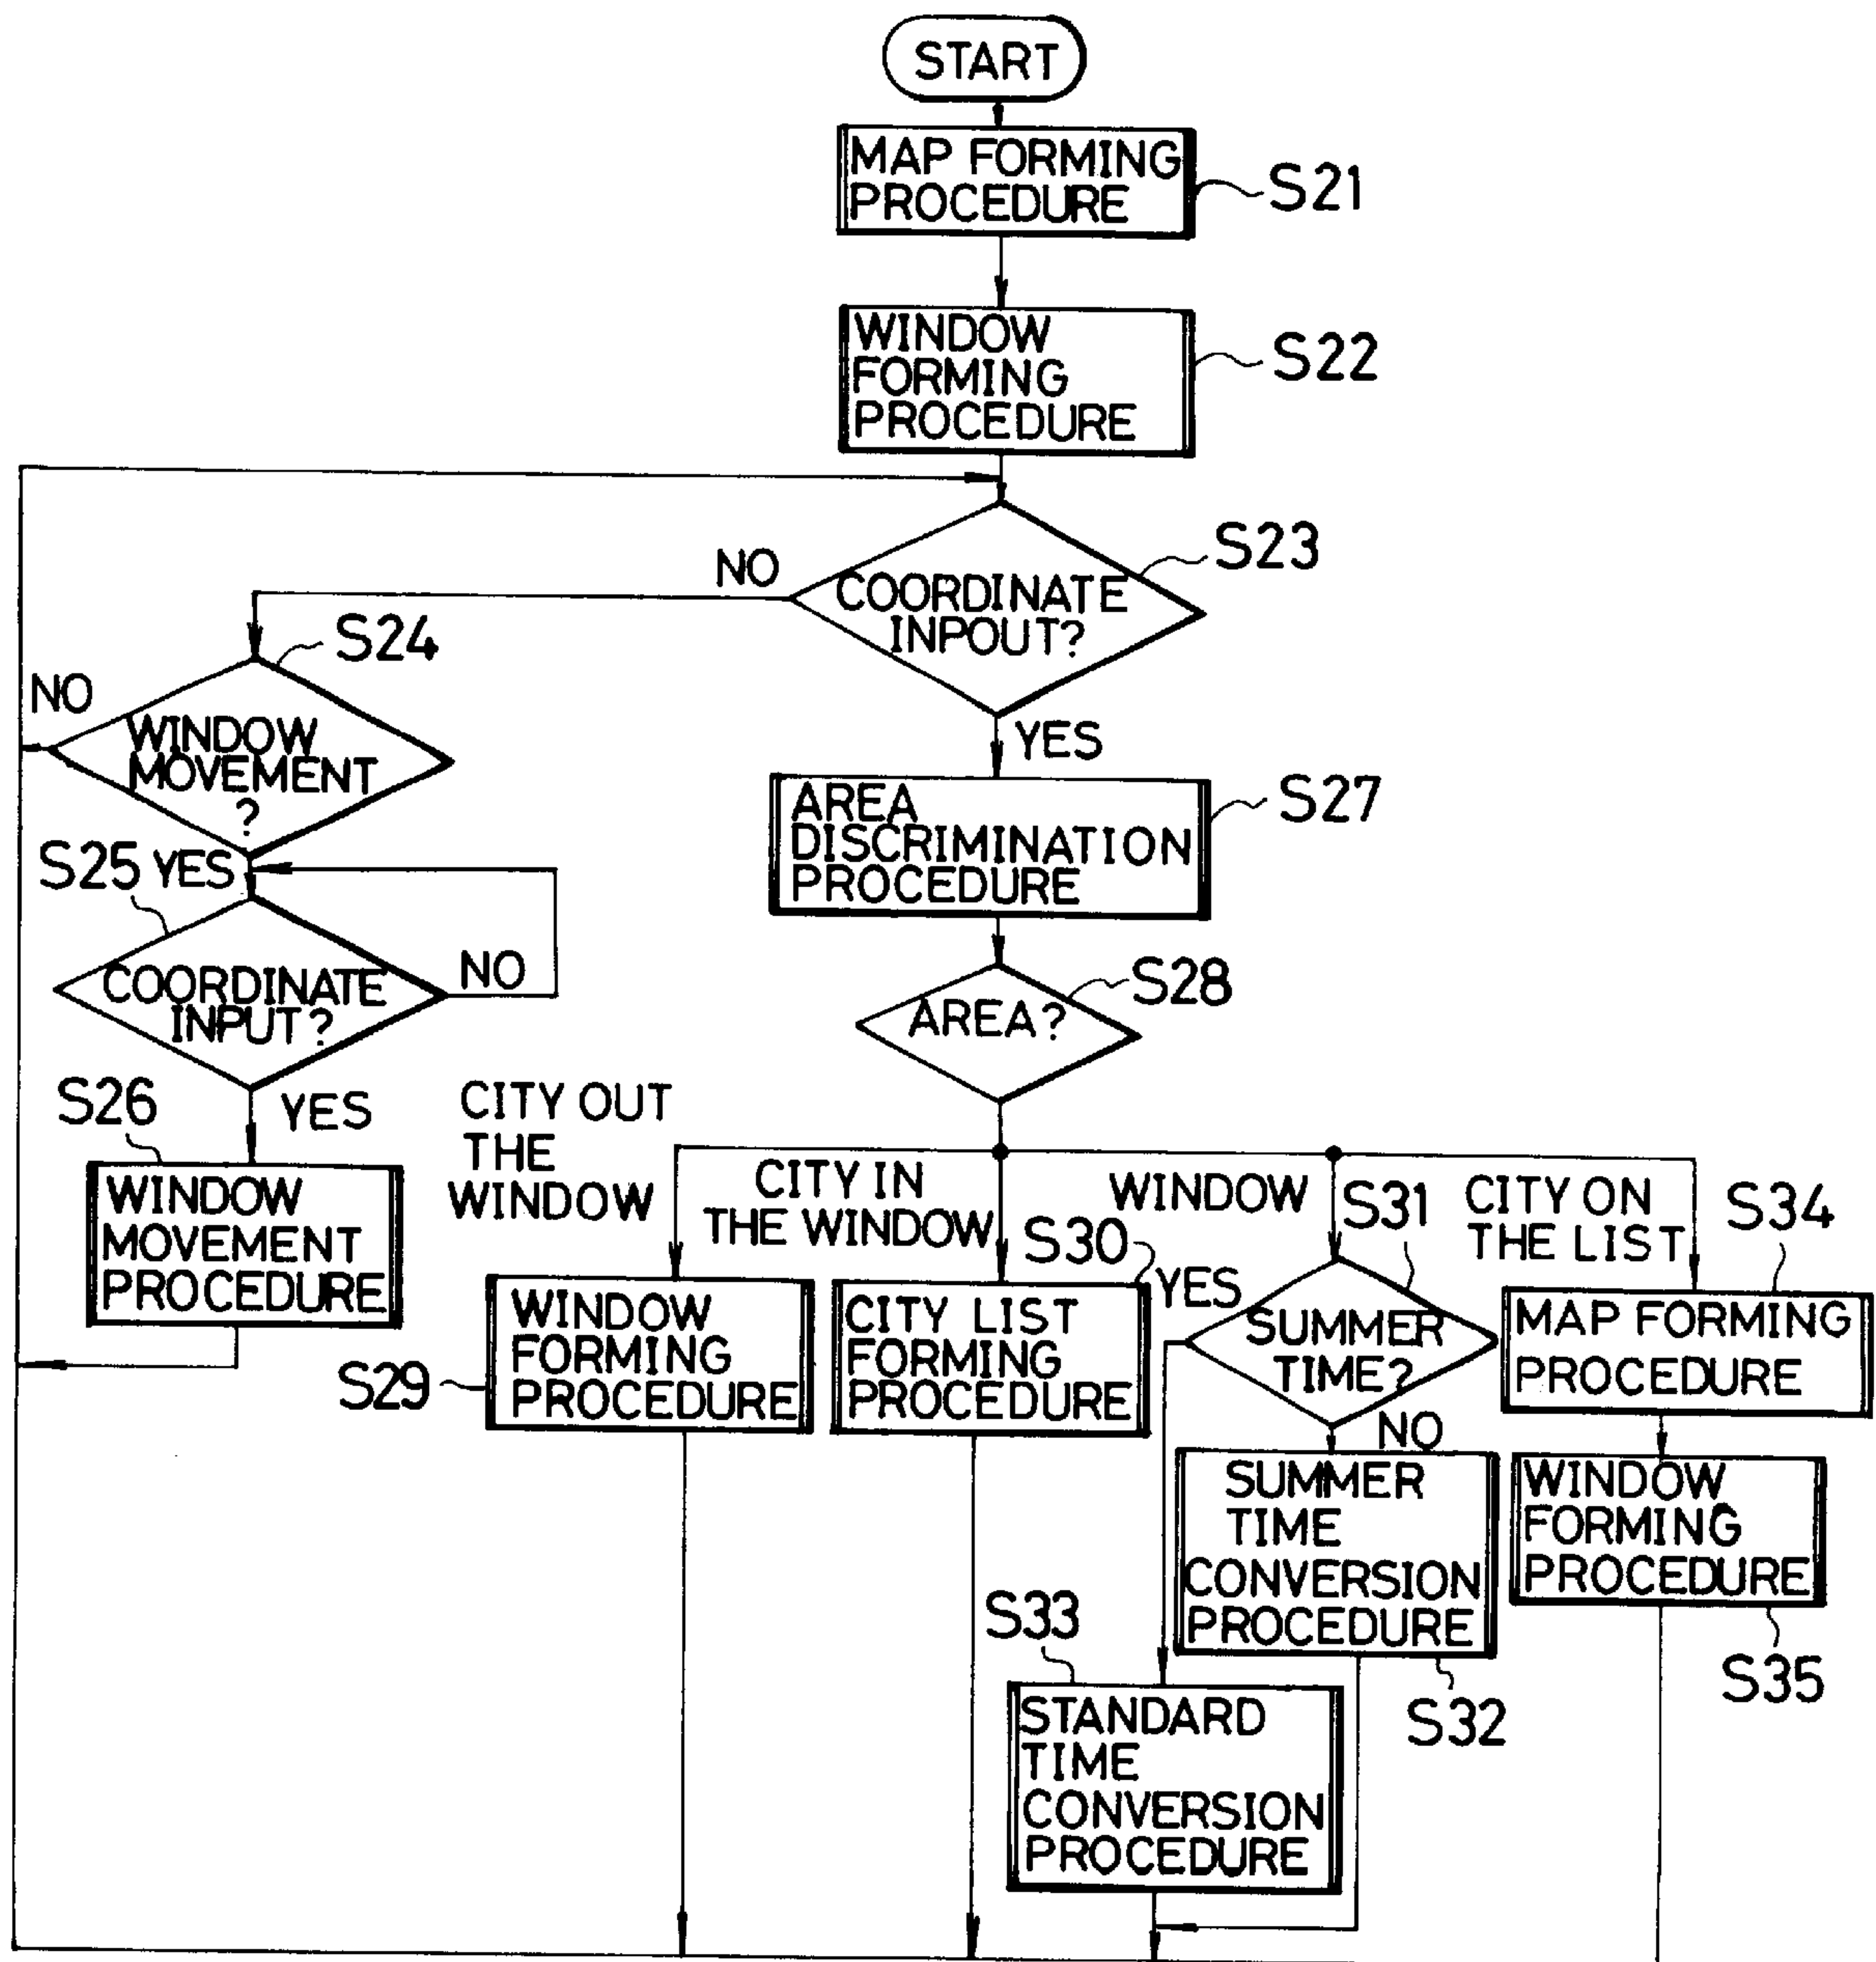 START
MAP FORMING
PROCEDURE
S21
WINDOW
FORMING
PROCEDURE
S22
S23
NO
COORDINATE
INPOUT?
YES
S24
NO
WINDOW
MOVEMENT
?
S25 YES
COORDINATE
INPUT?
NO
YES
S26
WINDOW
MOVEMENT
PROCEDURE
AREA
DISCRIMINATION
PROCEDURE
S27
AREA?
S28
CITY OUT
THE
WINDOW
CITY IN
THE WINDOW
WINDOW
CITY ON
THE LIST
S29
WINDOW
FORMING
PROCEDURE
S30
CITY LIST
FORMING
PROCEDURE
S31
YES
SUMMER
TIME?
NO
SUMMER
TIME
CONVERSION
PROCEDURE
S32
S33
STANDARD
TIME
CONVERSION
PROCEDURE
S34
MAP FORMING
PROCEDURE
WINDOW
FORMING
PROCEDURE
S35